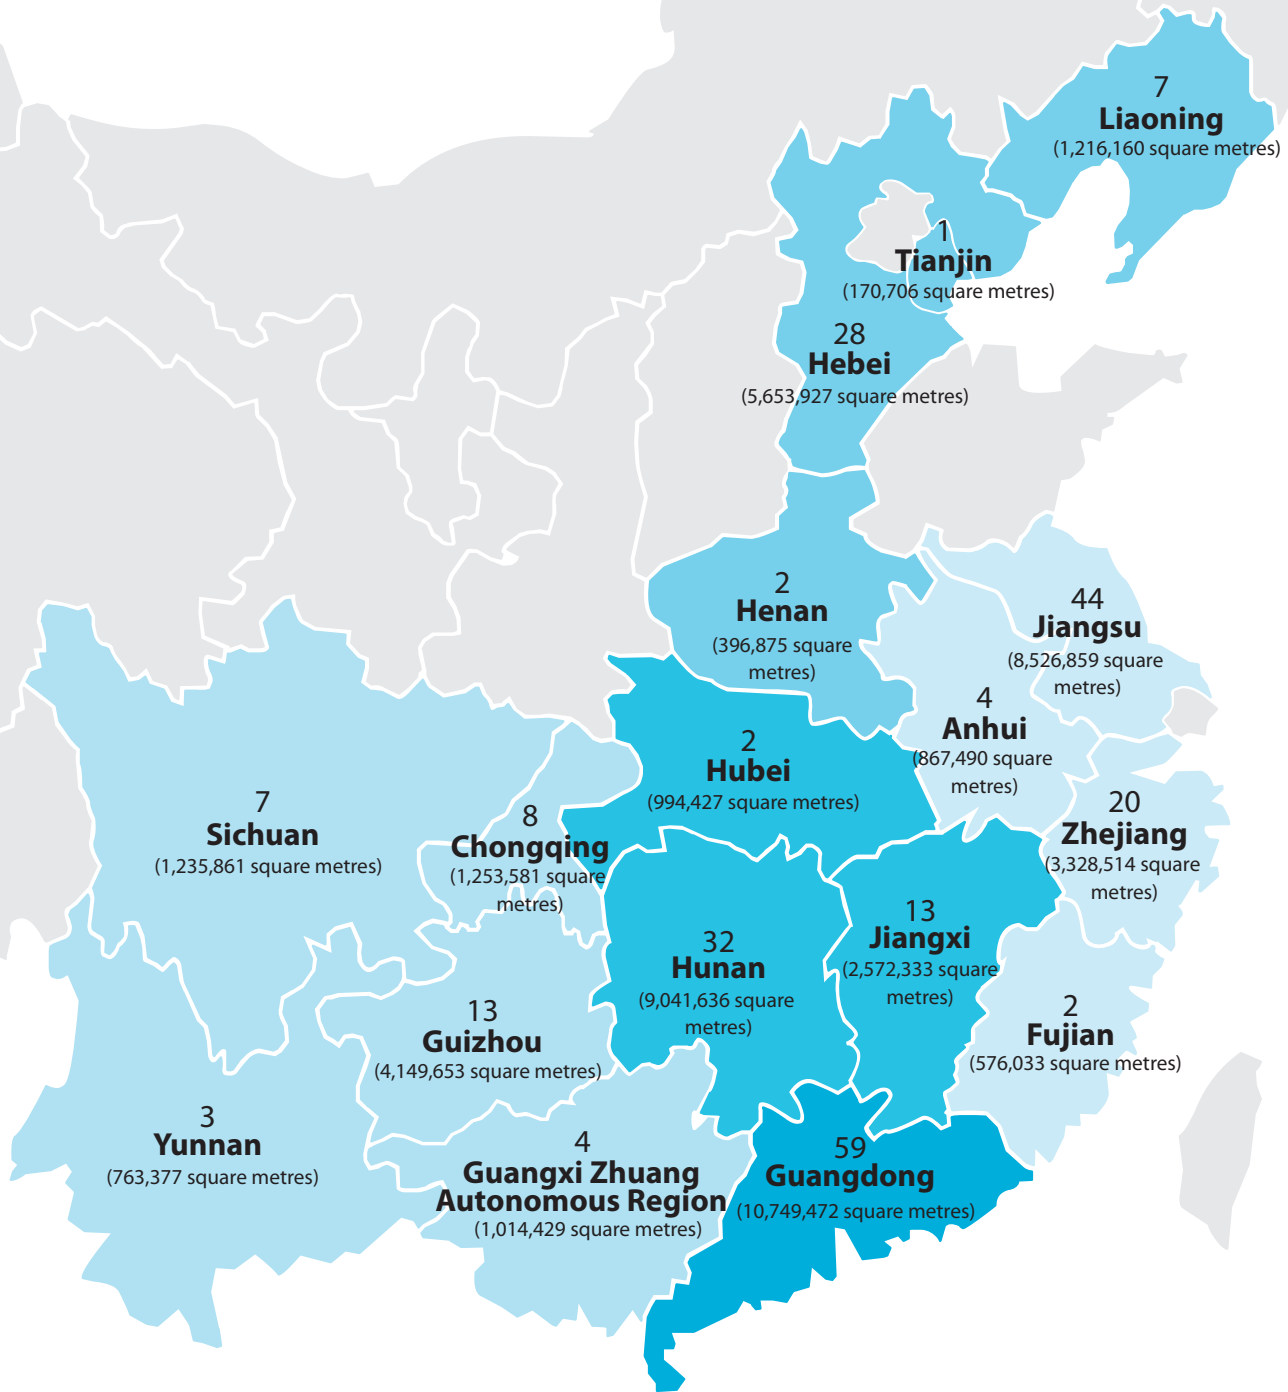 7
Liaoning
(1,216,160 square metres)
1
Tianjin
(170,706 square metres)
28
Hebei
(5,653,927 square metres)
2
Henan
(396,875 square
metres)
44
Jiangsu
(8,526,859 square
metres)
4
Anhui
(867,490 square
metres)
2
Hubei
(994,427 square metres)
7
Sichuan
(1,235,861 square metres)
8
Chongqing
(1,253,581 square
metres)
20
Zhejiang
(3,328,514 square
metres)
13
Jiangxi
(2,572,333 square
metres)
32
Hunan
(9,041,636 square
metres)
13
Guizhou
(4,149,653 square metres)
2
Fujian
(576,033 square metres)
3
Yunnan
(763,377 square metres)
4
Guangxi Zhuang
Autonomous Region
(1,014,429 square metres)
59
Guangdong
(10,749,472 square metres)